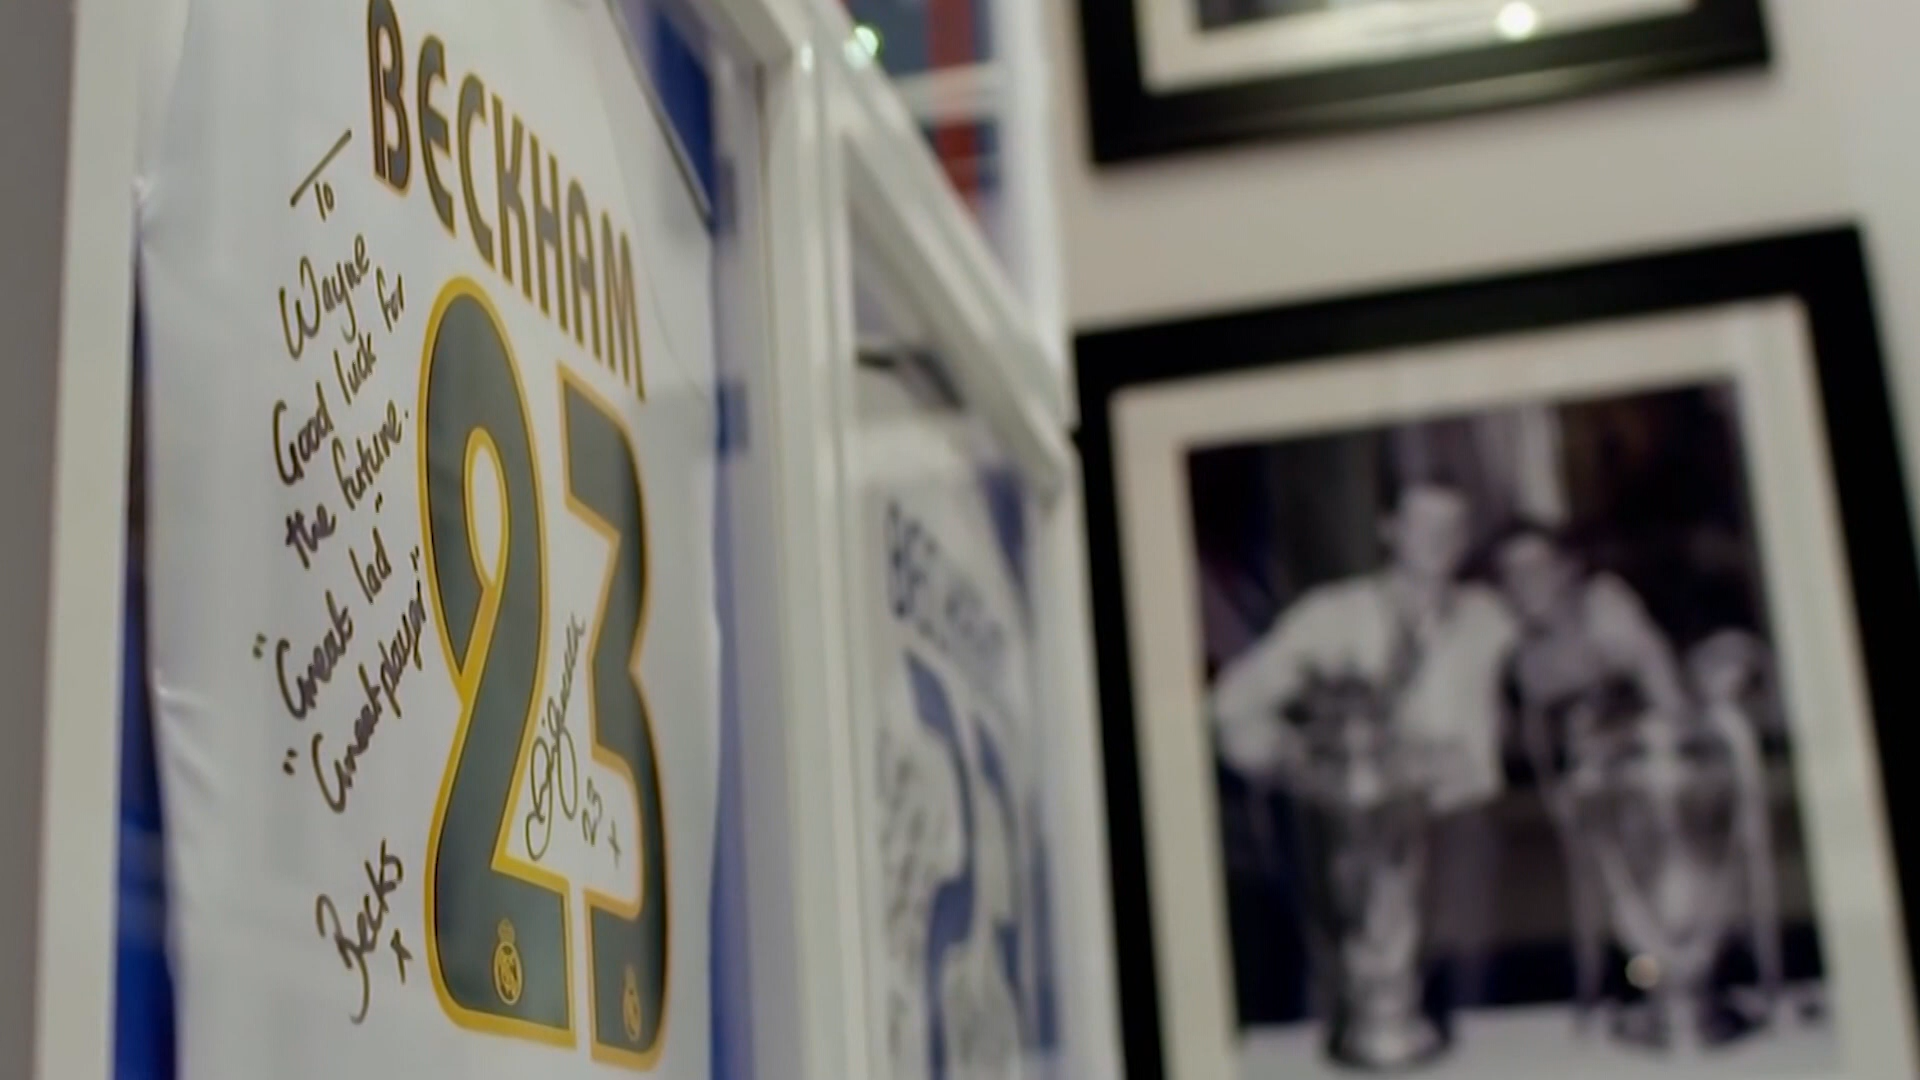 BECKHAM
To
Wayne
Good luck for
the future.
"Great lad"
"Great player"
Becks
x
23
23
x